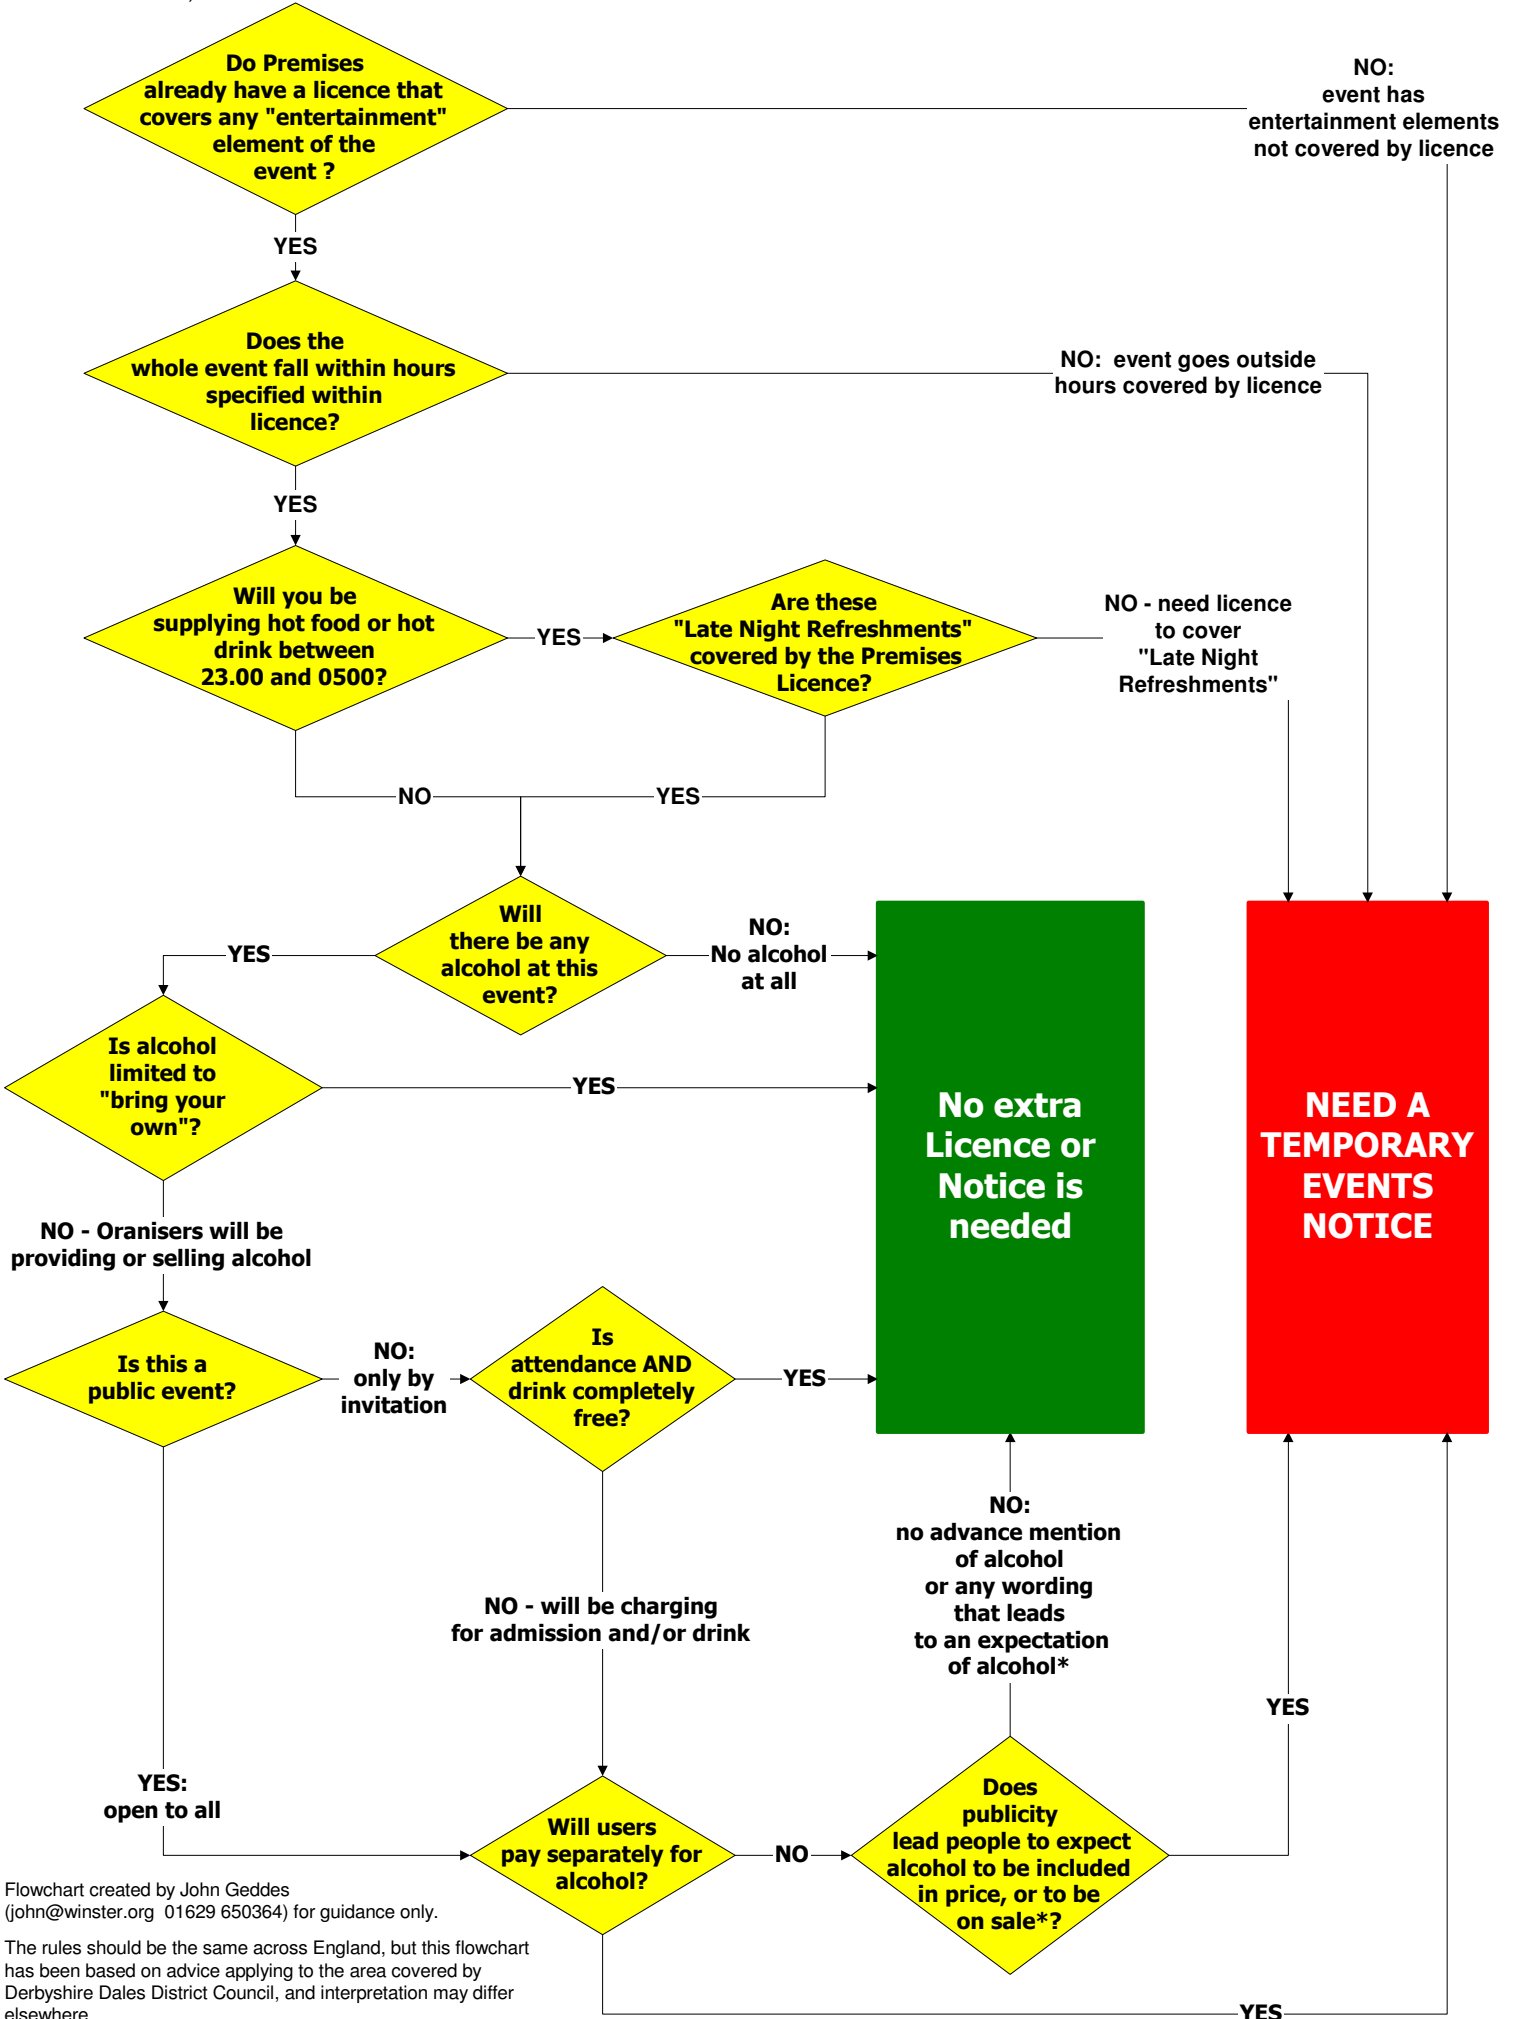 Do Premises
already have a licence that
covers any "entertainment"
element of the
event ?
NO:
event has
entertainment elements
not covered by licence
YES
Does the
whole event fall within hours
specified within
licence?
NO:  event goes outside
hours covered by licence
YES
Will you be
supplying hot food or hot
drink between
23.00 and 0500?
YES
Are these
"Late Night Refreshments"
covered by the Premises
Licence?
NO - need licence
to cover
"Late Night
Refreshments"
NO
YES
Will
there be any
alcohol at this
event?
YES
NO:
No alcohol
at all
Is alcohol
limited to
"bring your
own"?
YES
No extra
Licence or
Notice is
needed
NEED A
TEMPORARY
EVENTS
NOTICE
NO - Oranisers will be
providing or selling alcohol
Is this a
public event?
NO:
only by
invitation
Is
attendance AND
drink completely
free?
YES
NO:
no advance mention
of alcohol
or any wording
that leads
to an expectation
of alcohol*
NO - will be charging
for admission and/or drink
YES
YES:
open to all
Will users
pay separately for
alcohol?
NO
Does
publicity
lead people to expect
alcohol to be included
in price, or to be
on sale*?
YES
Flowchart created by John Geddes
(john@winster.org  01629 650364) for guidance only.
The rules should be the same across England, but this flowchart
has been based on advice applying to the area covered by
Derbyshire Dales District Council, and interpretation may differ
elsewhere